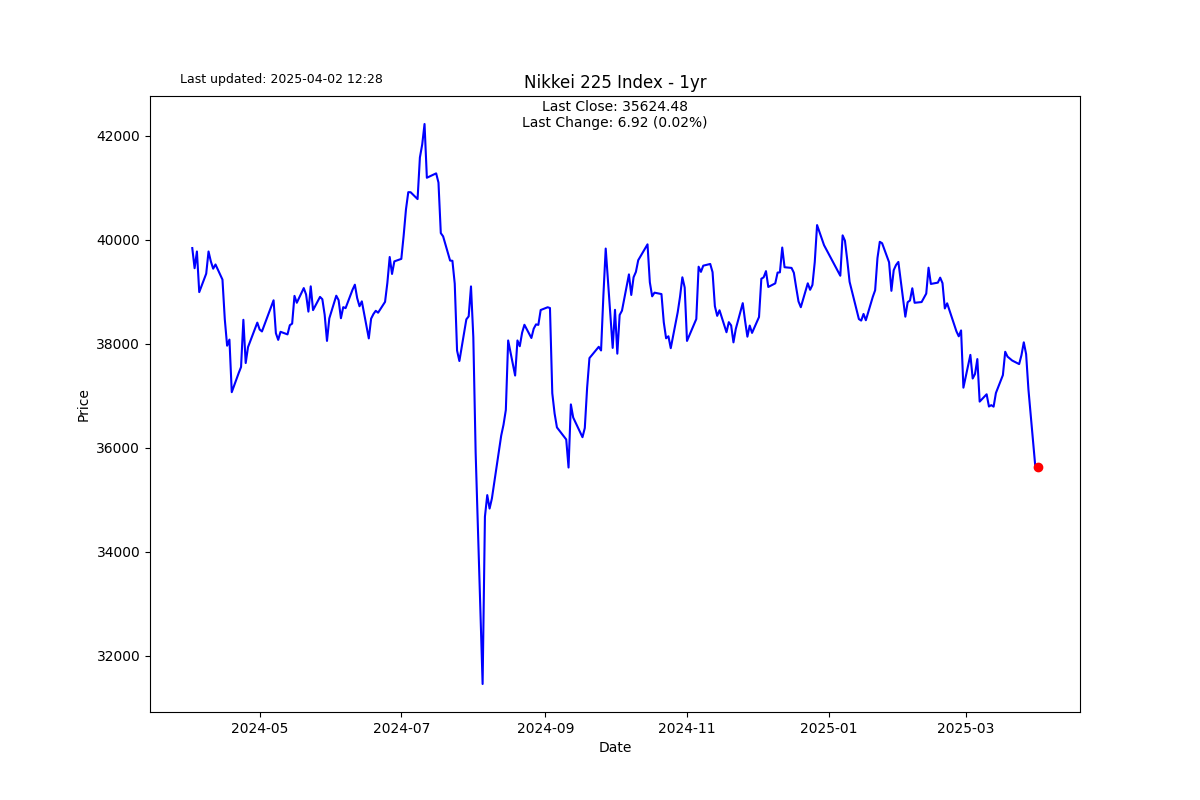 Last updated: 2025-04-02 12:28
Nikkei 225 Index - 1yr
Last Close: 35624.48
Last Change: 6.92 (0.02%)
42000
40000
38000
36000
34000
32000
Price
2024-05
2024-07
2024-09
2024-11
2025-01
2025-03
Date